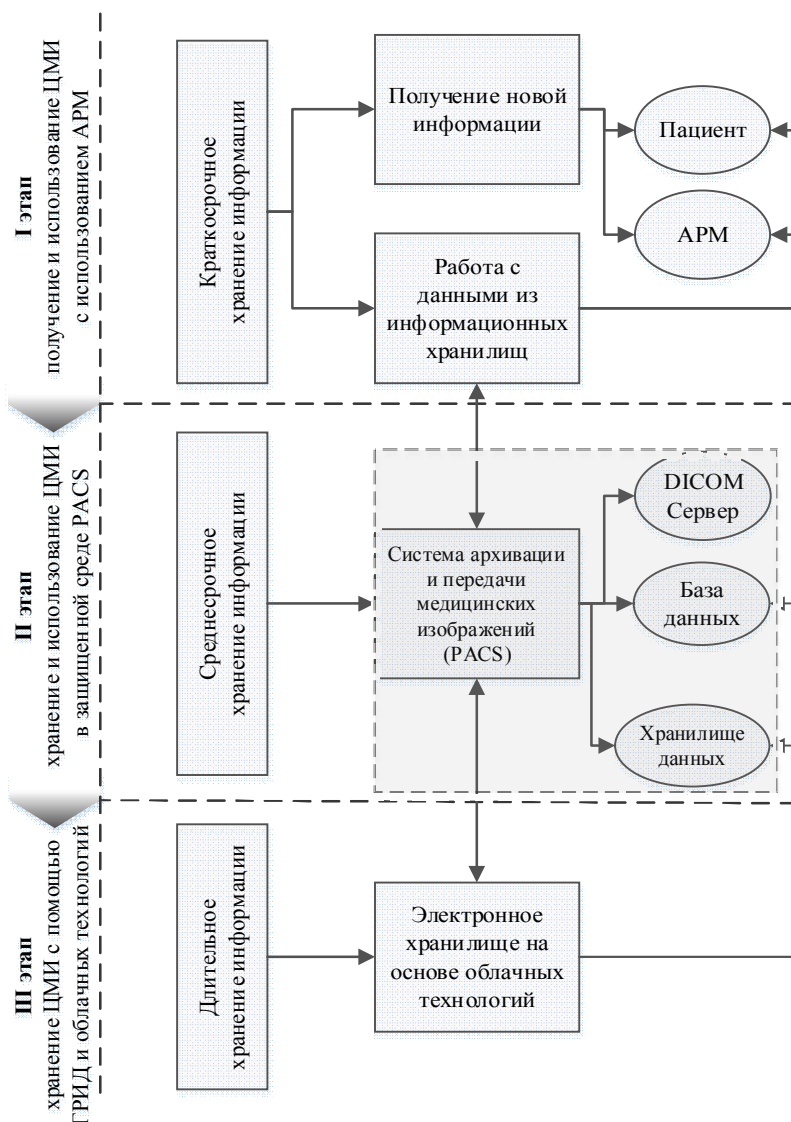 I этап
получение и использование ЦМИ
с использованием АРМ
Краткосрочное
хранение информации
Получение новой
информации
Пациент
АРМ
Работа с
данными из
информационных
хранилищ
II этап
хранение и использование ЦМИ
в защищенной среде PACS
Среднесрочное
хранение информации
Система архивации
и передачи
медицинских
изображений
(PACS)
DICOM
Сервер
База
данных
Хранилище
данных
III этап
хранение ЦМИ с помощью
ГРИД и облачных технологий
Длительное
хранение информации
Электронное
хранилище на
основе облачных
технологий